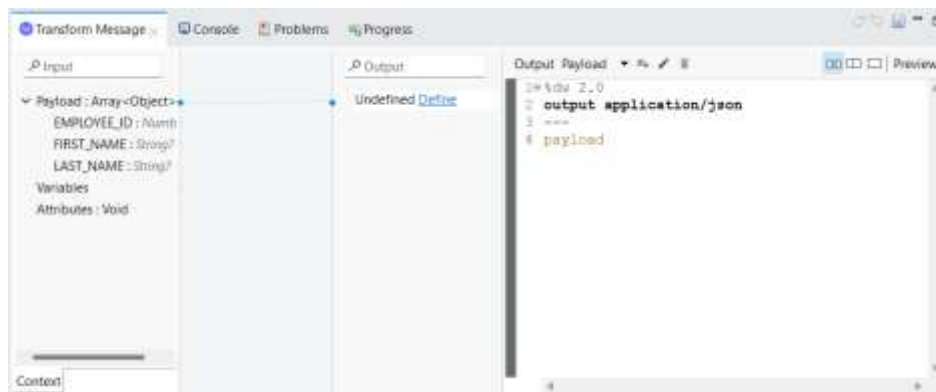 Transform Message
Console
Problems
Progress
Input
Payload : Array<Object>
EMPLOYEE_ID : Numb
FIRST_NAME : String?
LAST_NAME : String?
Variables
Attributes : Void
Context
Output
Undefined Define
Output Payload
Preview
1 %dw 2.0
2 output application/json
3 ---
4 payload